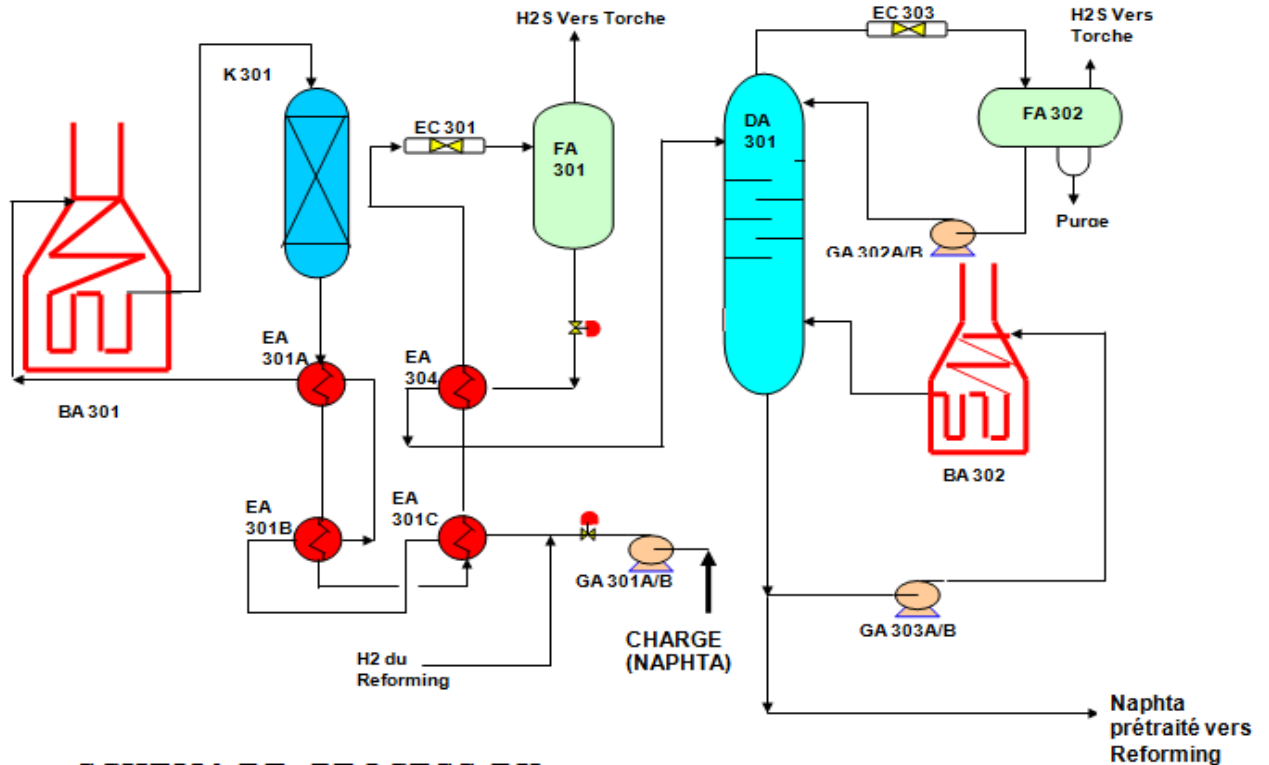 H2S Vers Torche
EC 303
H2S Vers
Torche
K 301
EC 301
FA
301
DA
301
FA 302
Purge
GA 302A/B
EA
301A
EA
304
BA 301
BA 302
EA
301B
EA
301C
GA 301A/B
GA 303A/B
CHARGE
(NAPHTA)
H2 du
Reforming
Naphta
prétraité vers
Reforming